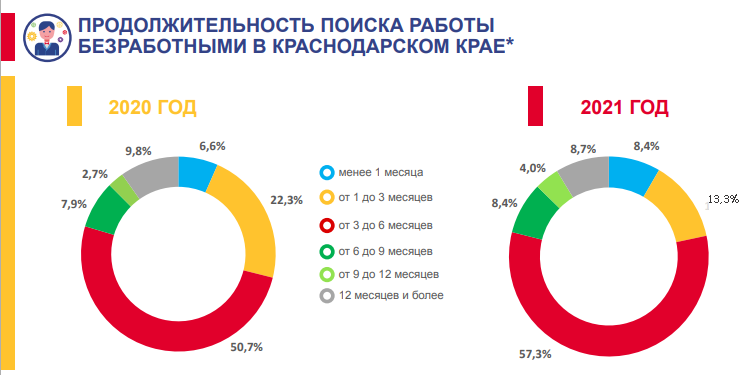 ПРОДОЛЖИТЕЛЬНОСТЬ ПОИСКА РАБОТЫ
БЕЗРАБОТНЫМИ В КРАСНОДАРСКОМ КРАЕ*
2020 ГОД
2021 ГОД
9,8%
6,6%
2,7%
22,3%
7,9%
50,7%
менее 1 месяца
от 1 до 3 месяцев
от 3 до 6 месяцев
от 6 до 9 месяцев
от 9 до 12 месяцев
12 месяцев и более
8,7%
8,4%
4,0%
13,3%
8,4%
57,3%